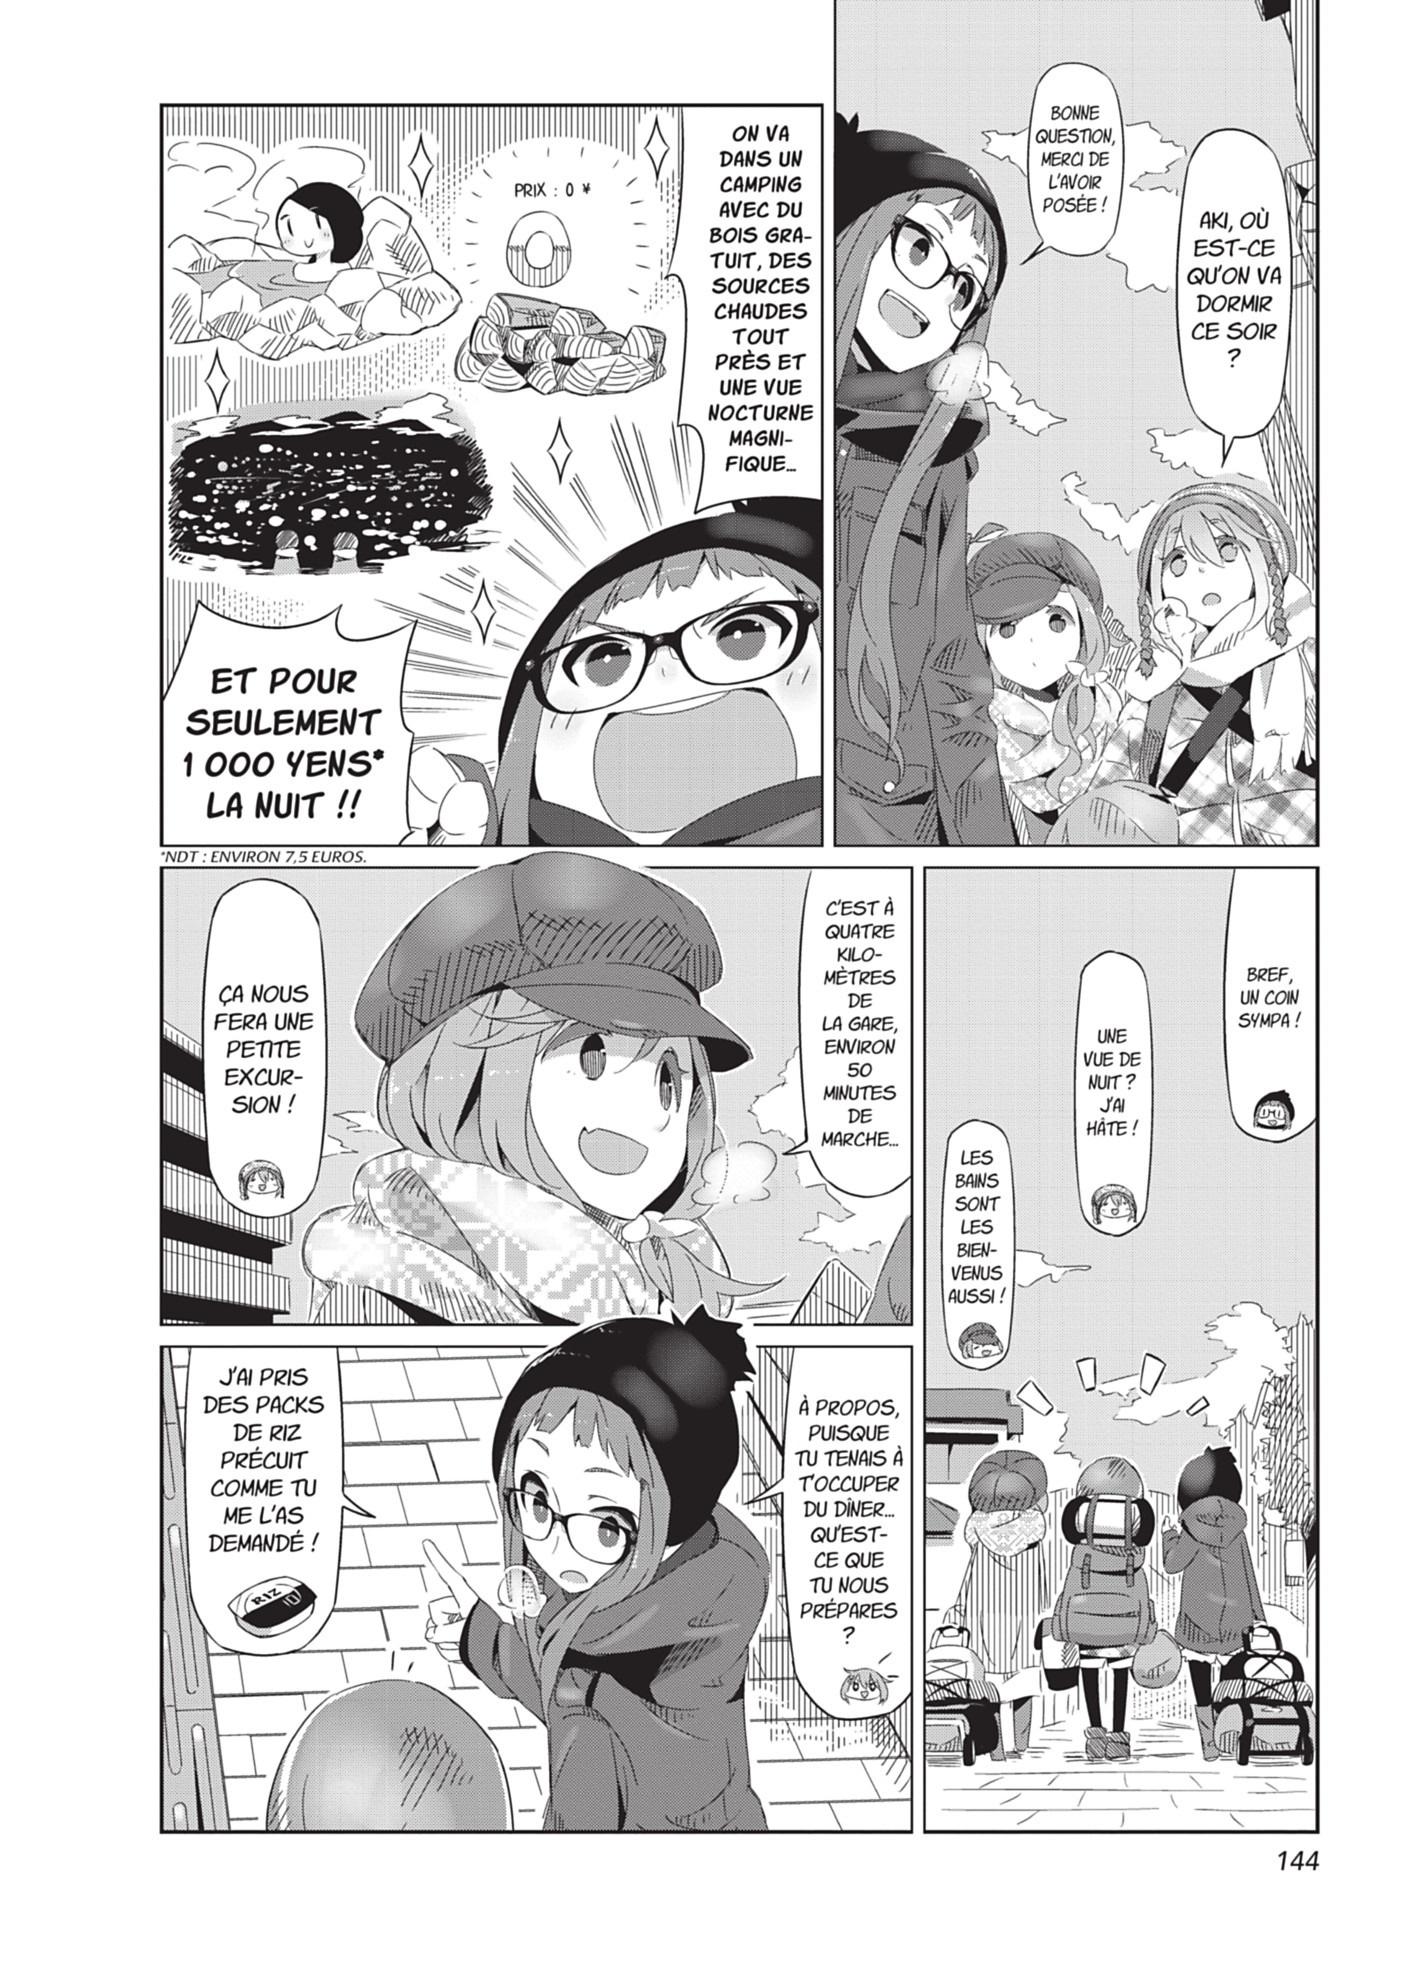 AKI, OÙ
EST-CE
QU'ON VA
DORMIR
CE SOIR
?
BONNE
QUESTION,
MERCI DE
L'AVOIR
POSÉE !
ON VA
DANS UN
CAMPING
AVEC DU
BOIS GRA-
TUIT, DES
SOURCES
CHAUDES
TOUT
PRÈS ET
UNE VUE
NOCTURNE
MAGNI-
FIQUE...
PRIX : 0 ¥
0
ET POUR
SEULEMENT
1 000 YENS*
LA NUIT !!
*NDT : ENVIRON 7,5 EUROS.
BREF,
UN COIN
SYMPA !
UNE
VUE DE
NUIT ?
J'AI
HÂTE !
LES
BAINS
SONT
LES
BIEN-
VENUS
AUSSI !
C'EST À
QUATRE
KILO-
MÈTRES
DE
LA GARE,
ENVIRON
50
MINUTES
DE
MARCHE...
ÇA NOUS
FERA UNE
PETITE
EXCUR-
SION !
À PROPOS,
PUISQUE
TU TENAIS À
T'OCCUPER
DU DÎNER...
QU'EST-
CE QUE
TU NOUS
PRÉPARES
?
J'AI PRIS
DES PACKS
DE RIZ
PRÉCUIT
COMME TU
ME L'AS
DEMANDÉ !
RIZ
144